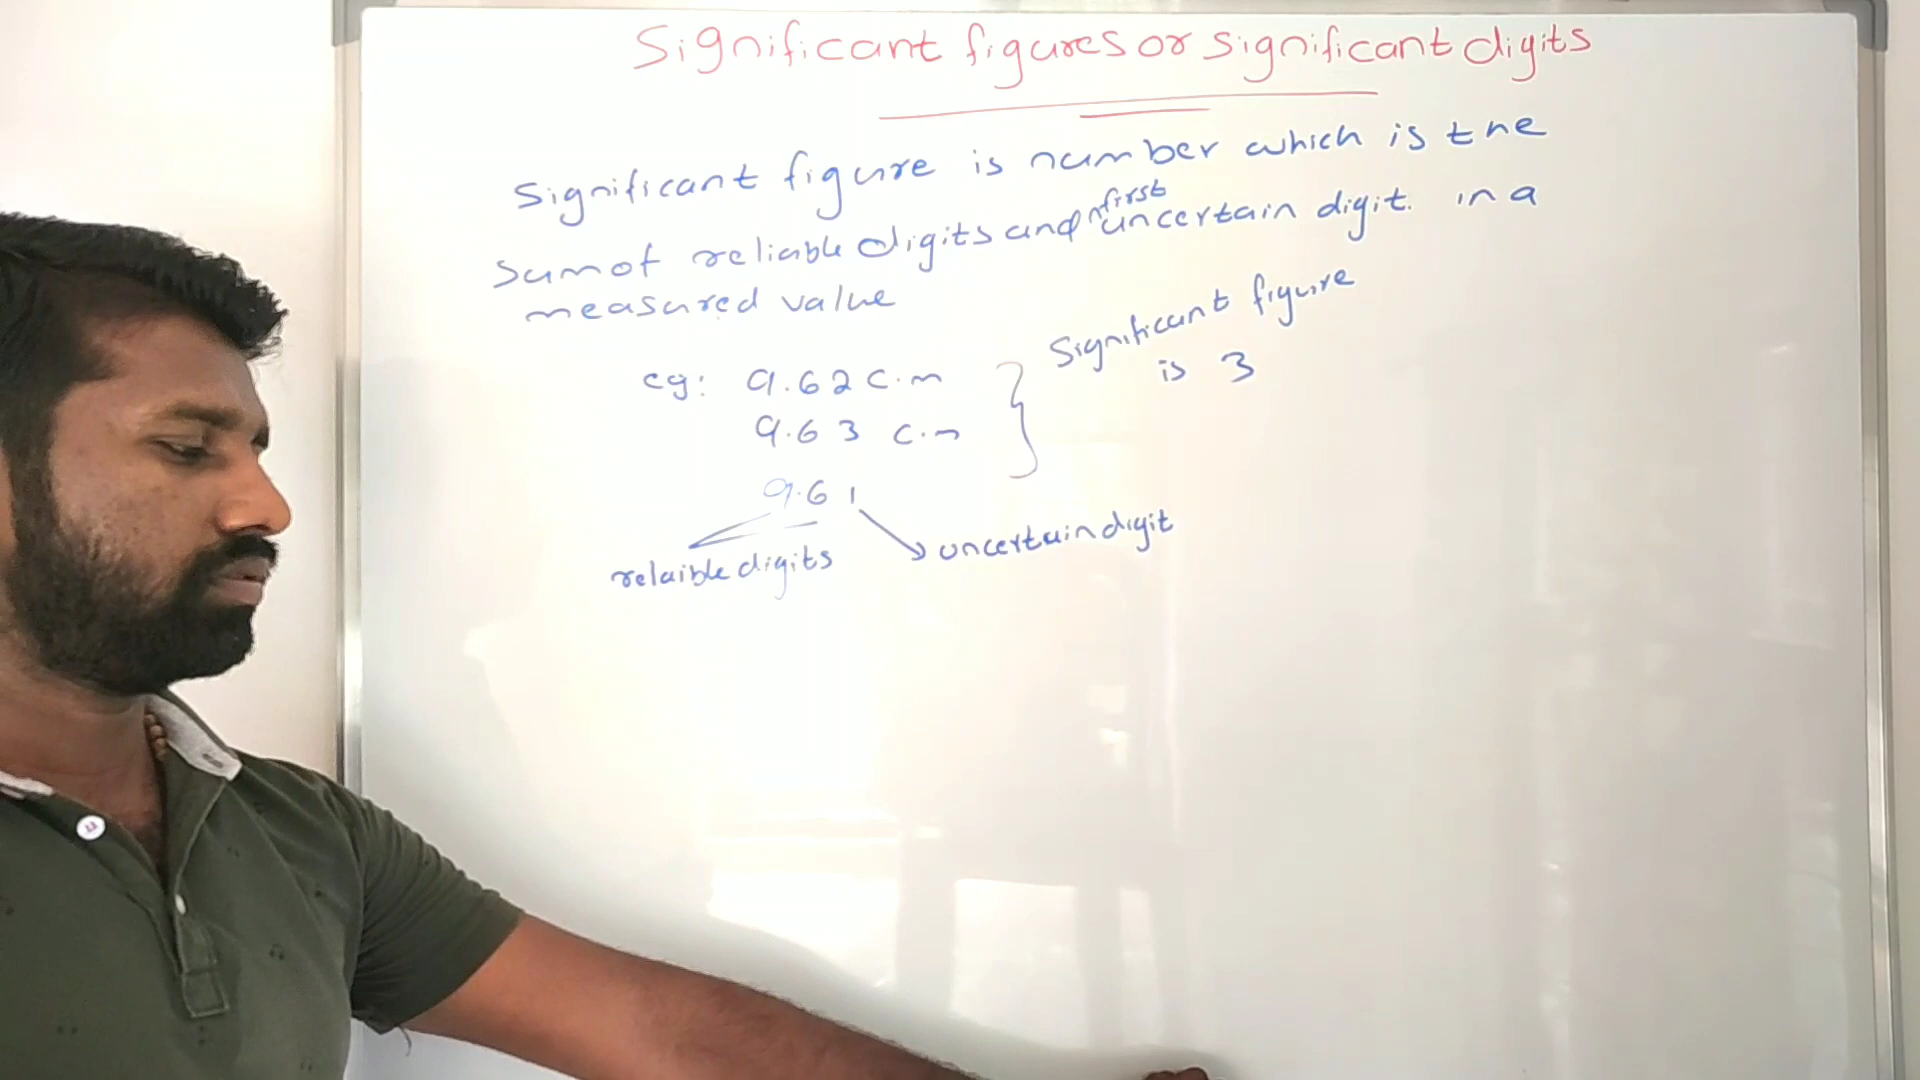 Significant figures or significant digits
Significant figure is number which is the
sum of reliable digits and first uncertain digit. in a
measured value
eg: 9.62 c.m
9.63 c.m
Significant figure
is 3
9.61
relaible digits
uncertain digit